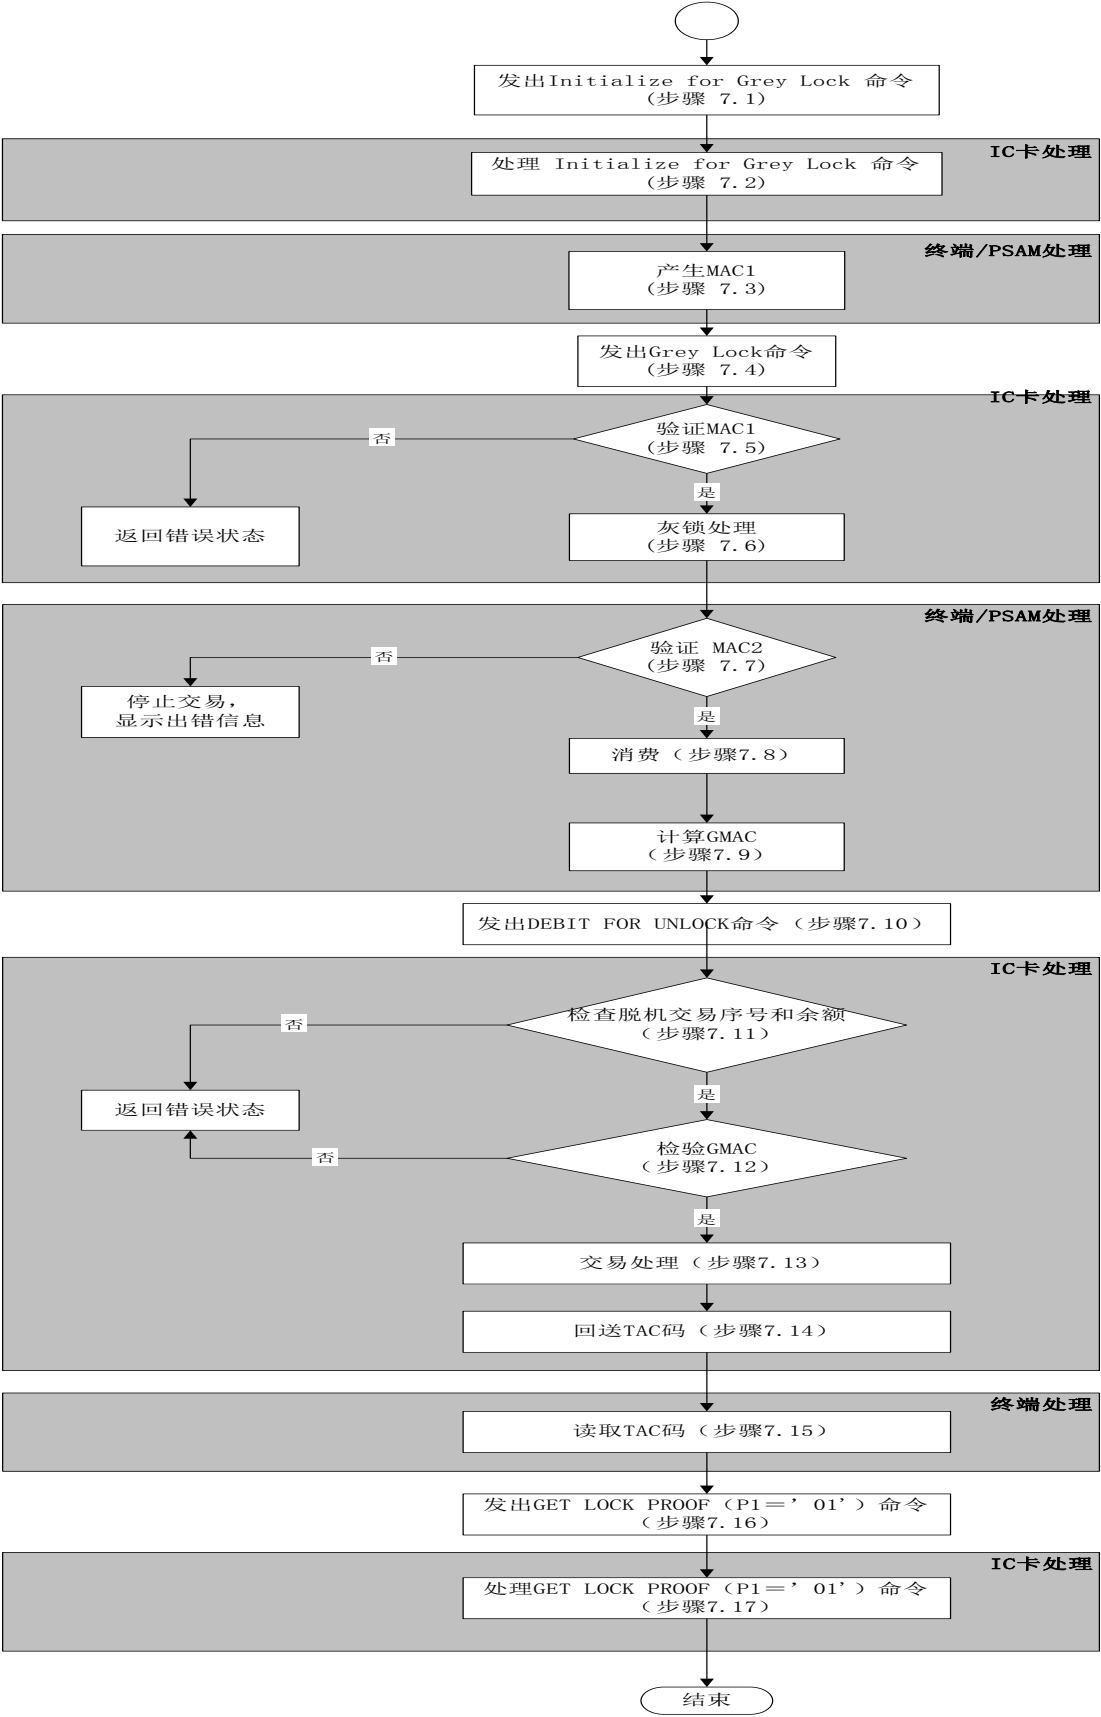 发出Initialize for Grey Lock 命令
(步骤 7.1)
IC卡处理
处理 Initialize for Grey Lock 命令
(步骤 7.2)
终端/PSAM处理
产生MAC1
(步骤 7.3)
发出Grey Lock命令
(步骤 7.4)
IC卡处理
验证MAC1
(步骤 7.5)
否
是
返回错误状态
灰锁处理
(步骤 7.6)
终端/PSAM处理
验证 MAC2
(步骤 7.7)
否
停止交易，
显示出错信息
是
消费（步骤7.8）
计算GMAC
（步骤7.9）
发出DEBIT FOR UNLOCK命令（步骤7.10）
IC卡处理
检查脱机交易序号和余额
（步骤7.11）
否
是
返回错误状态
检验GMAC
（步骤7.12）
否
是
交易处理（步骤7.13）
回送TAC码（步骤7.14）
终端处理
读取TAC码（步骤7.15）
发出GET LOCK PROOF（P1＝’01’）命令
（步骤7.16）
IC卡处理
处理GET LOCK PROOF（P1＝’01’）命令
（步骤7.17）
结束